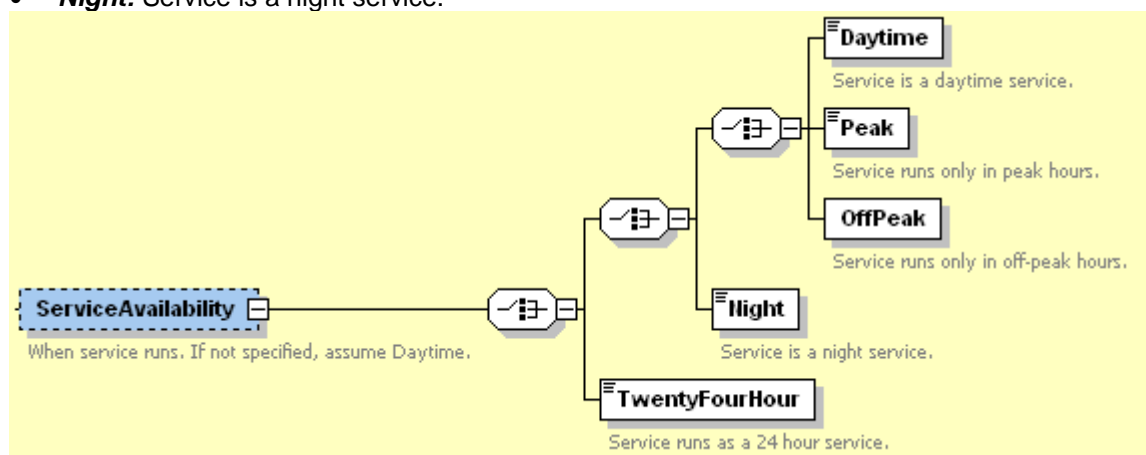 • Night: Service is a night service.
Daytime
Service is a daytime service.
Peak
Service runs only in peak hours.
OffPeak
Service runs only in off-peak hours.
ServiceAvailability
When service runs. If not specified, assume Daytime.
Night
Service is a night service.
TwentyFourHour
Service runs as a 24 hour service.